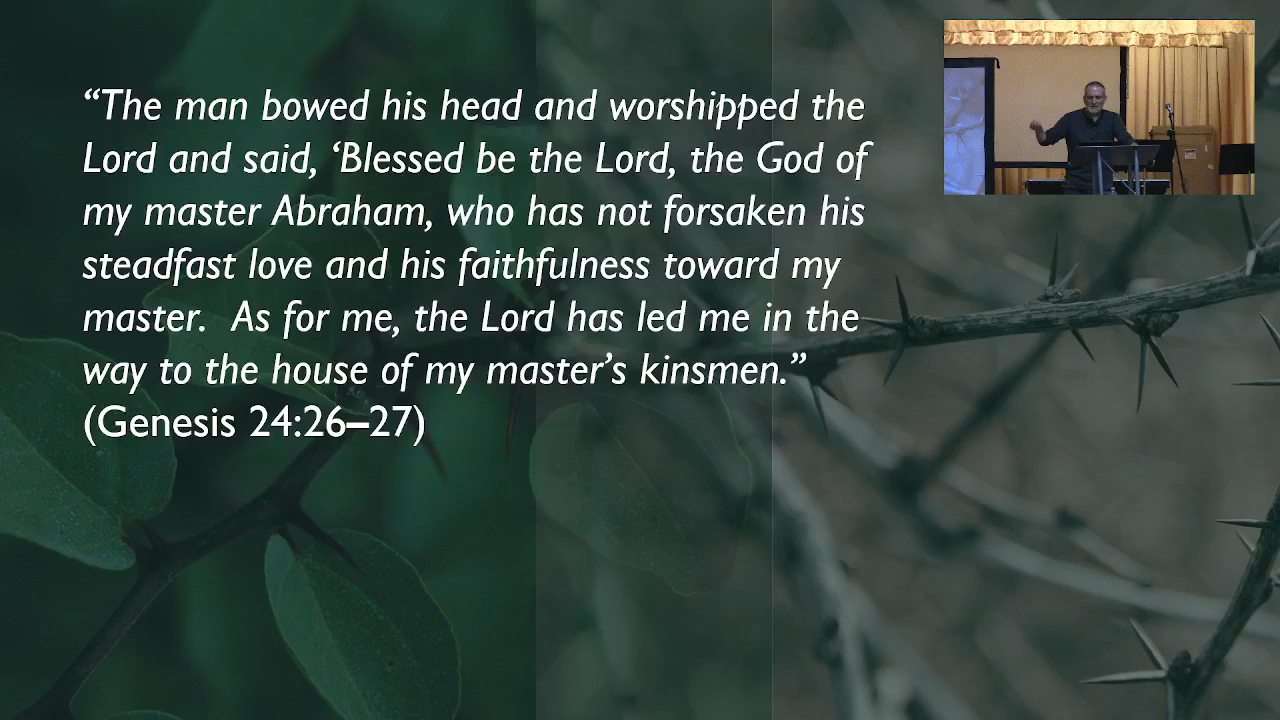 “The man bowed his head and worshipped the
Lord and said, ‘Blessed be the Lord, the God of
my master Abraham, who has not forsaken his
steadfast love and his faithfulness toward my
master.  As for me, the Lord has led me in the
way to the house of my master’s kinsmen.”
(Genesis 24:26–27)